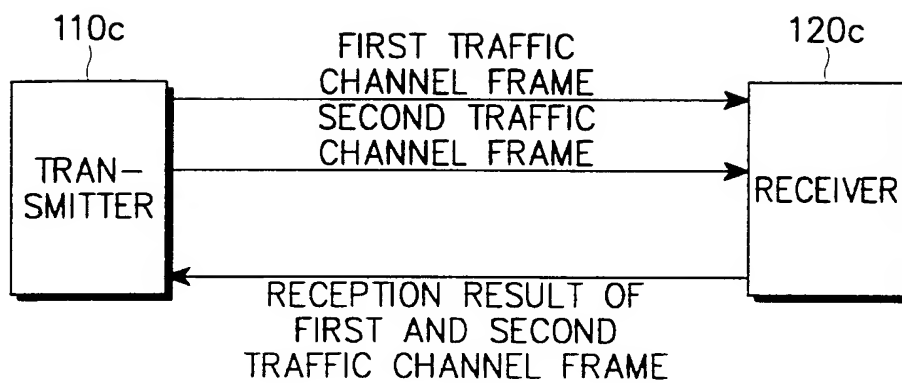 110c
120c
FIRST TRAFFIC
CHANNEL FRAME
SECOND TRAFFIC
CHANNEL FRAME
TRAN-
SMITTER
RECEIVER
RECEPTION RESULT OF
FIRST AND SECOND
TRAFFIC CHANNEL FRAME